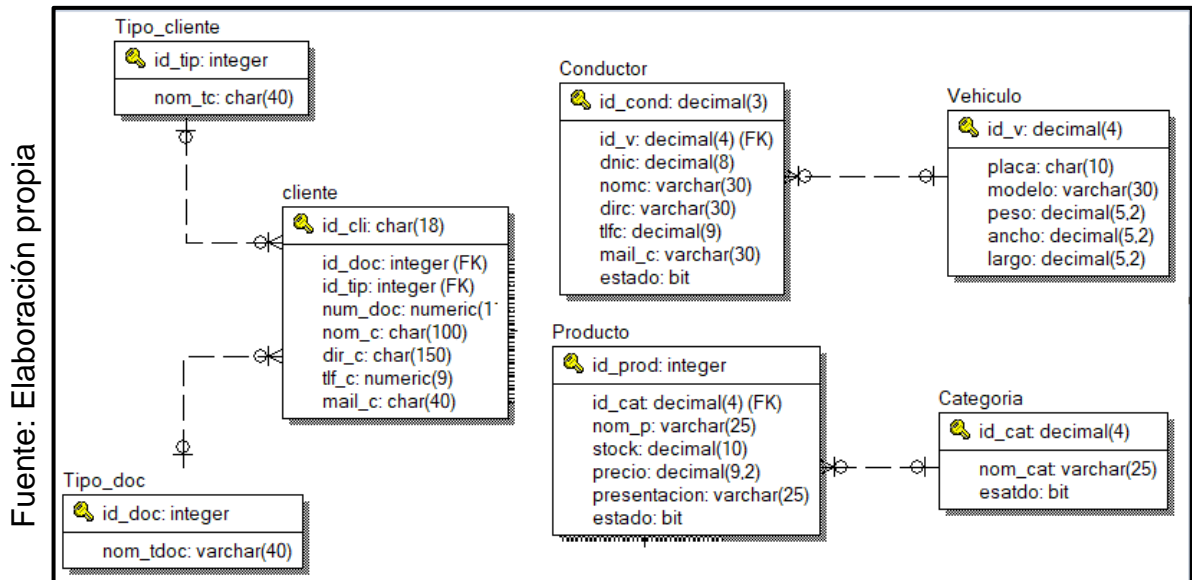 Fuente: Elaboración propia
Tipo_cliente
id_tip: integer
nom_tc: char(40)
cliente
id_cli: char(18)
id_doc: integer (FK)
id_tip: integer (FK)
num_doc: numeric(1
nom_c: char(100)
dir_c: char(150)
tlf_c: numeric(9)
mail_c: char(40)
Tipo_doc
id_doc: integer
nom_tdoc: varchar(40)
Conductor
id_cond: decimal(3)
id_v: decimal(4) (FK)
dnic: decimal(8)
nomc: varchar(30)
dirc: varchar(30)
tlfc: decimal(9)
mail_c: varchar(30)
estado: bit
Vehiculo
id_v: decimal(4)
placa: char(10)
modelo: varchar(30)
peso: decimal(5,2)
ancho: decimal(5,2)
largo: decimal(5,2)
Producto
id_prod: integer
id_cat: decimal(4) (FK)
nom_p: varchar(25)
stock: decimal(10)
precio: decimal(9,2)
presentacion: varchar(25)
estado: bit
Categoria
id_cat: decimal(4)
nom_cat: varchar(25)
esatdo: bit